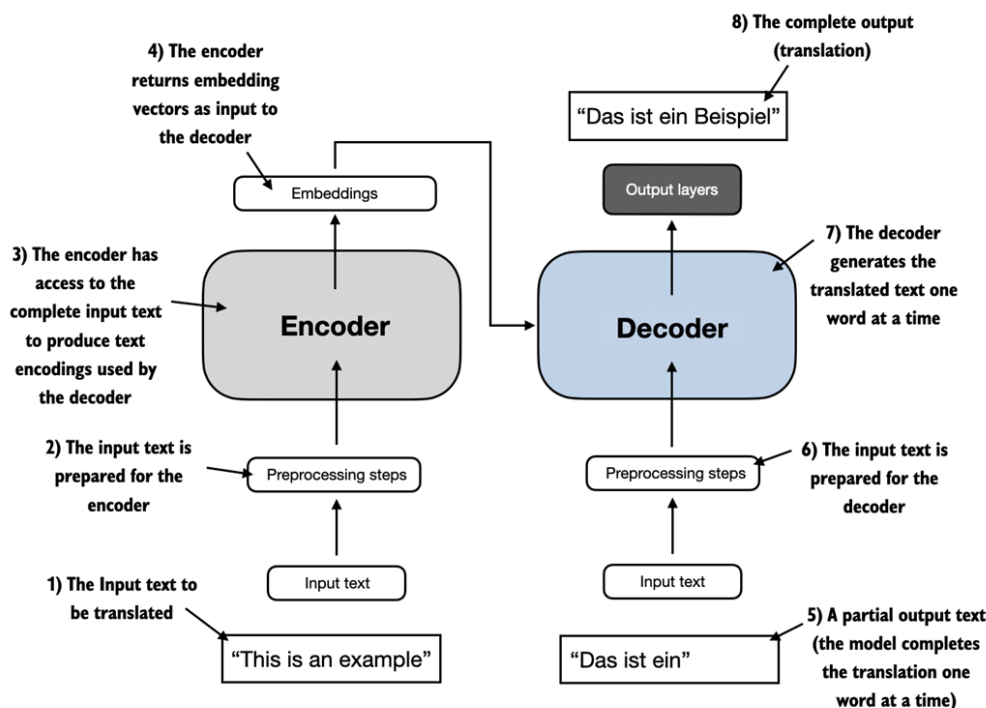 8) The complete output
(translation)
4) The encoder
returns embedding
vectors as input to
the decoder
“Das ist ein Beispiel”
Embeddings
Output layers
3) The encoder has
access to the
complete input text
to produce text
encodings used by
the decoder
Encoder
Decoder
7) The decoder
generates the
translated text one
word at a time
2) The input text is
prepared for the
encoder
Preprocessing steps
Preprocessing steps
6) The input text is
prepared for the
decoder
1) The Input text to
be translated
Input text
Input text
“This is an example”
“Das ist ein”
5) A partial output text
(the model completes
the translation one
word at a time)